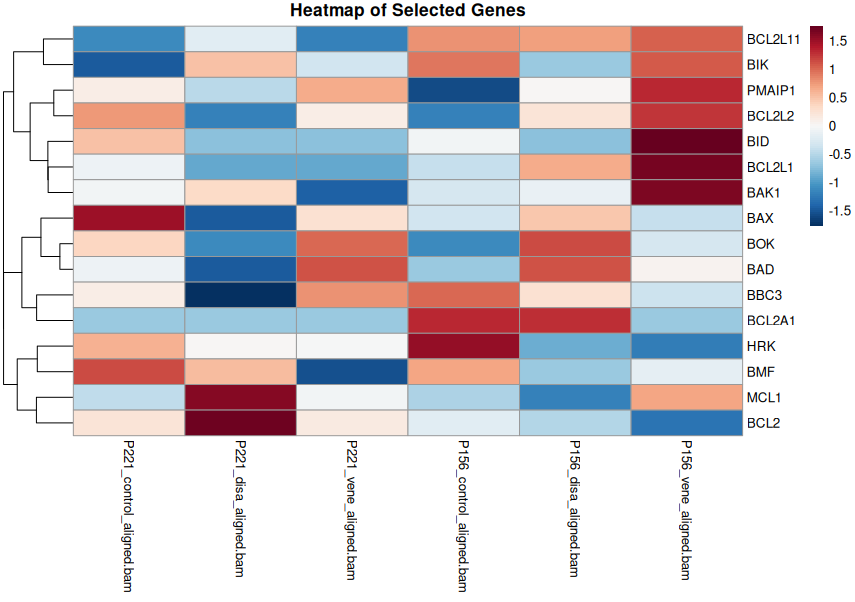 Heatmap of Selected Genes
BCL2L11
BIK
PMAIP1
BCL2L2
BID
BCL2L1
BAK1
BAX
BOK
BAD
BBC3
BCL2A1
HRK
BMF
MCL1
BCL2
1.5
1
0.5
0
-0.5
-1
-1.5
P221_control_aligned.bam
P221_disa_aligned.bam
P221_vene_aligned.bam
P156_control_aligned.bam
P156_disa_aligned.bam
P156_vene_aligned.bam